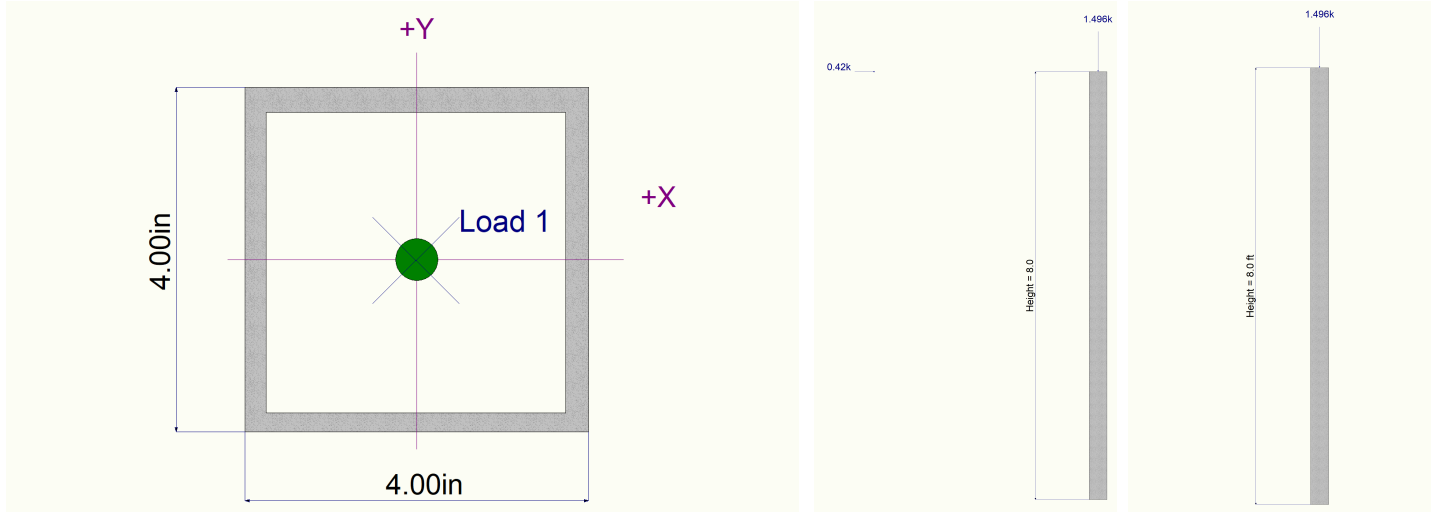 +Y
+X
Load 1
4.00in
4.00in
1.496k
0.42k
Height = 8.0
1.496k
Height = 8.0 ft